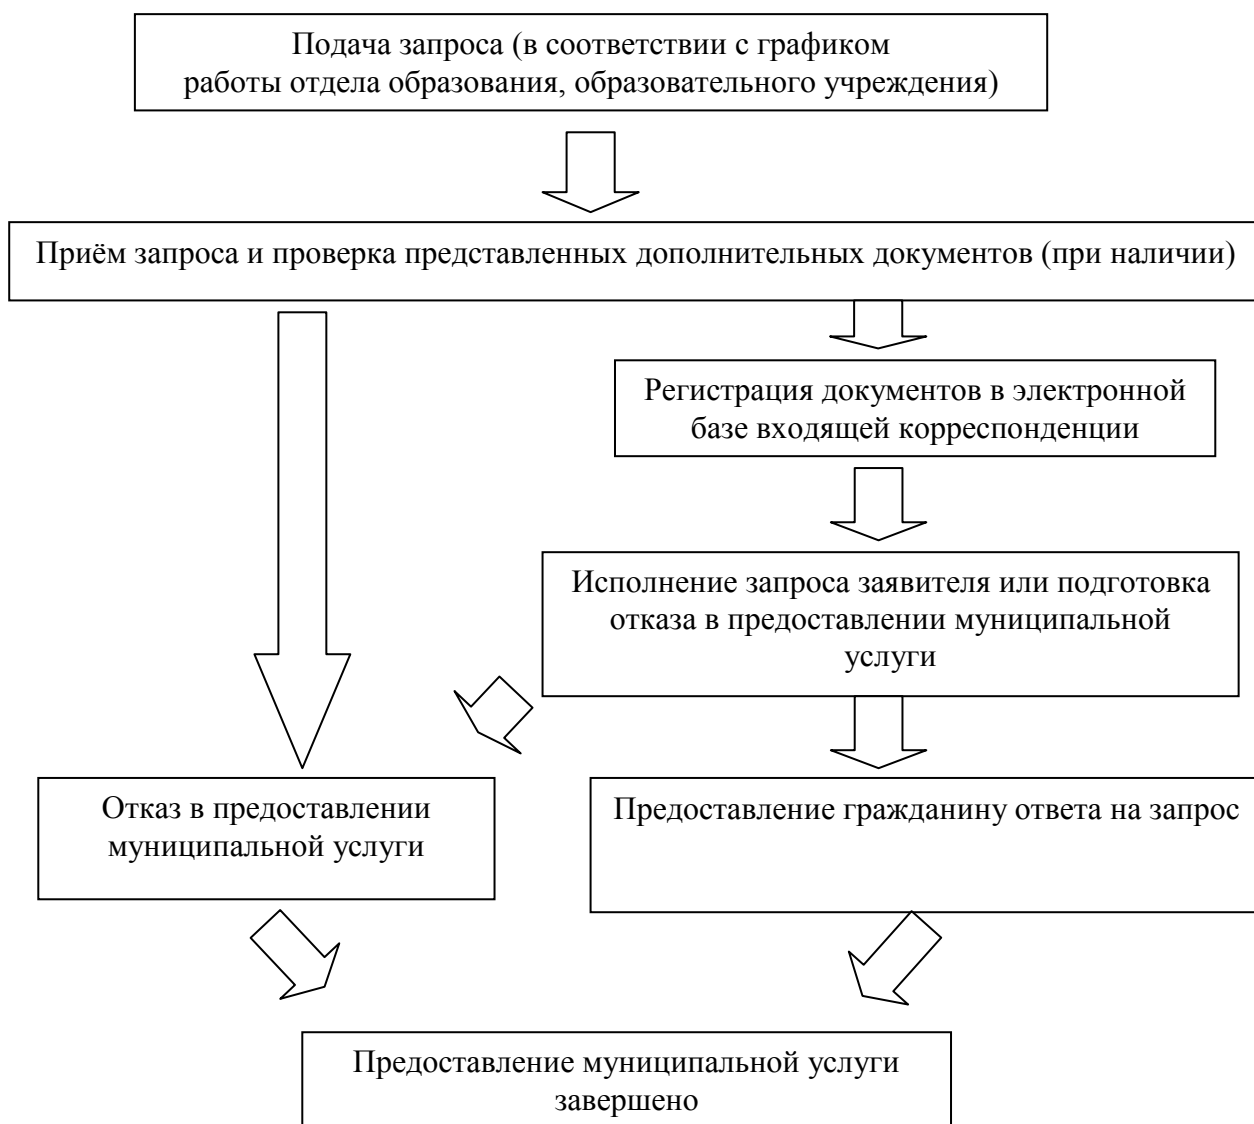 Подача запроса (в соответствии с графиком
работы отдела образования, образовательного учреждения)
Приём запроса и проверка представленных дополнительных документов (при наличии)
Регистрация документов в электронной
базе входящей корреспонденции
Исполнение запроса заявителя или подготовка
отказа в предоставлении муниципальной
услуги
Отказ в предоставлении
муниципальной услуги
Предоставление гражданину ответа на запрос
Предоставление муниципальной услуги
завершено